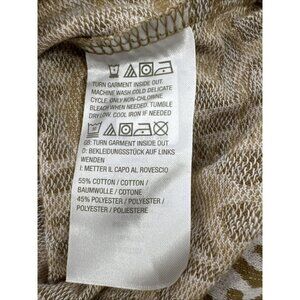 TURN GARMENT INSIDE OUT.
MACHINE WASH COLD DELICATE
CYCLE. ONLY NON-CHLORINE
BLEACH WHEN NEEDED. TUMBLE
DRY LOW, COOL IRON IF NEEDED
GB: TURN GARMENT INSIDE OUT
D: BEKLEIDUNGSSTÜCK AUF LINKS
WENDEN
I: METTER IL CAPO AL ROVESCIO
55% COTTON / COTTON /
BAUMWOLLE / COTONE
45% POLYESTER / POLYESTER /
POLYESTER / POLIESTERE